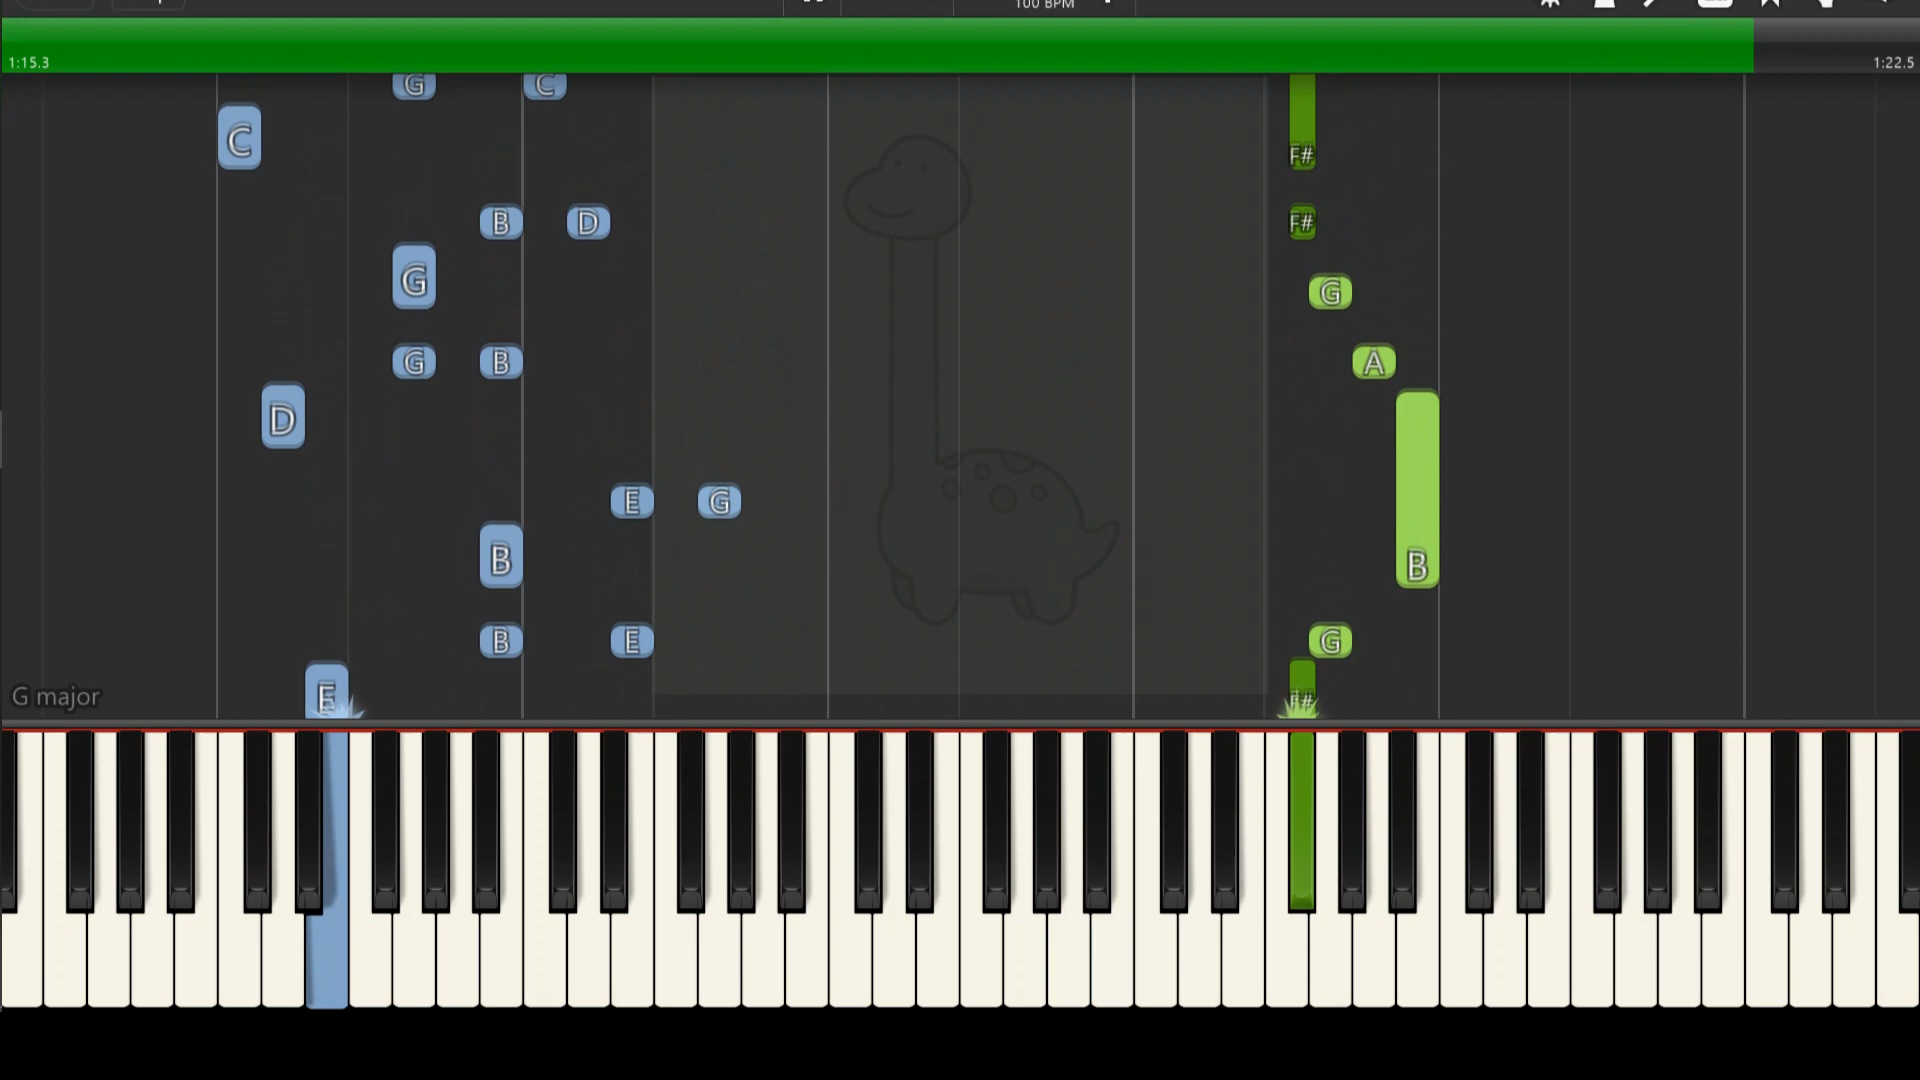 100 BPM
1:15.3
1:22.5
G C
C
F#
B D F#
G
G
G B A
D
E G
B B
B E G
G major
E F#